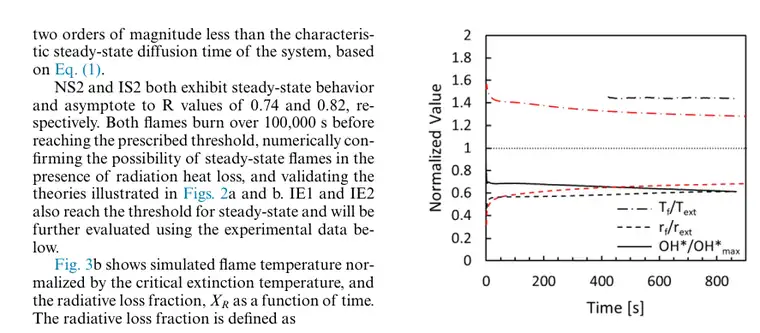 two orders of magnitude less than the characteris-
tic steady-state diffusion time of the system, based
on Eq. (1).
NS2 and IS2 both exhibit steady-state behavior
and asymptote to R values of 0.74 and 0.82, re-
spectively. Both flames burn over 100,000 s before
reaching the prescribed threshold, numerically con-
firming the possibility of steady-state flames in the
presence of radiation heat loss, and validating the
theories illustrated in Figs. 2a and b. IE1 and IE2
also reach the threshold for steady-state and will be
further evaluated using the experimental data be-
low.
Fig. 3b shows simulated flame temperature nor-
malized by the critical extinction temperature, and
the radiative loss fraction, X_R as a function of time.
The radiative loss fraction is defined as
Normalized Value
2
1.8
1.6
1.4
1.2
1
0.8
0.6
0.4
0.2
0
T_f/T_ext
r_f/r_ext
OH*/OH*_max
0
200
400
600
800
Time [s]